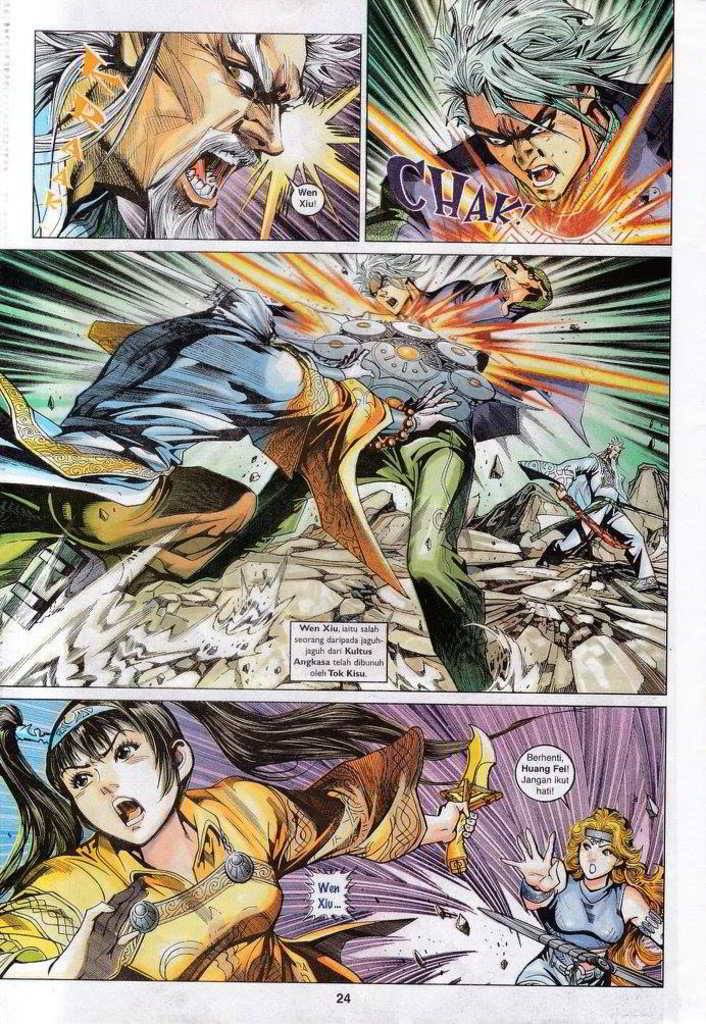 KAAPAK
Wen
Xiu!
CHAK!
Wen Xiu, iaitu salah
seorang daripada jaguh-
jaguh dari Kultus
Angkasa telah dibunuh
oleh Tok Kisu.
Berhenti,
Huang Fei!
Jangan ikut
hati!
Wen
Xiu...
24